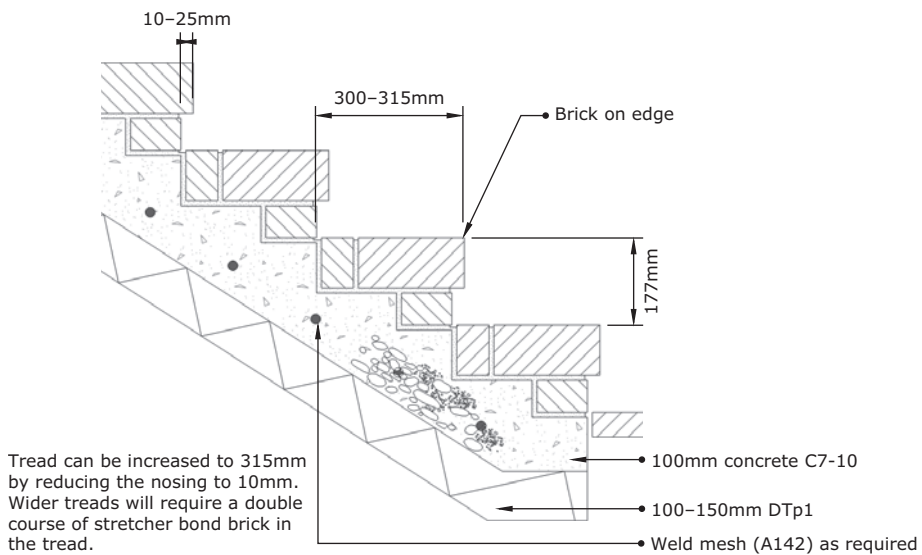 10–25mm
300–315mm
Brick on edge
177mm
Tread can be increased to 315mm
by reducing the nosing to 10mm.
Wider treads will require a double
course of stretcher bond brick in
the tread.
100mm concrete C7-10
100–150mm DTp1
Weld mesh (A142) as required